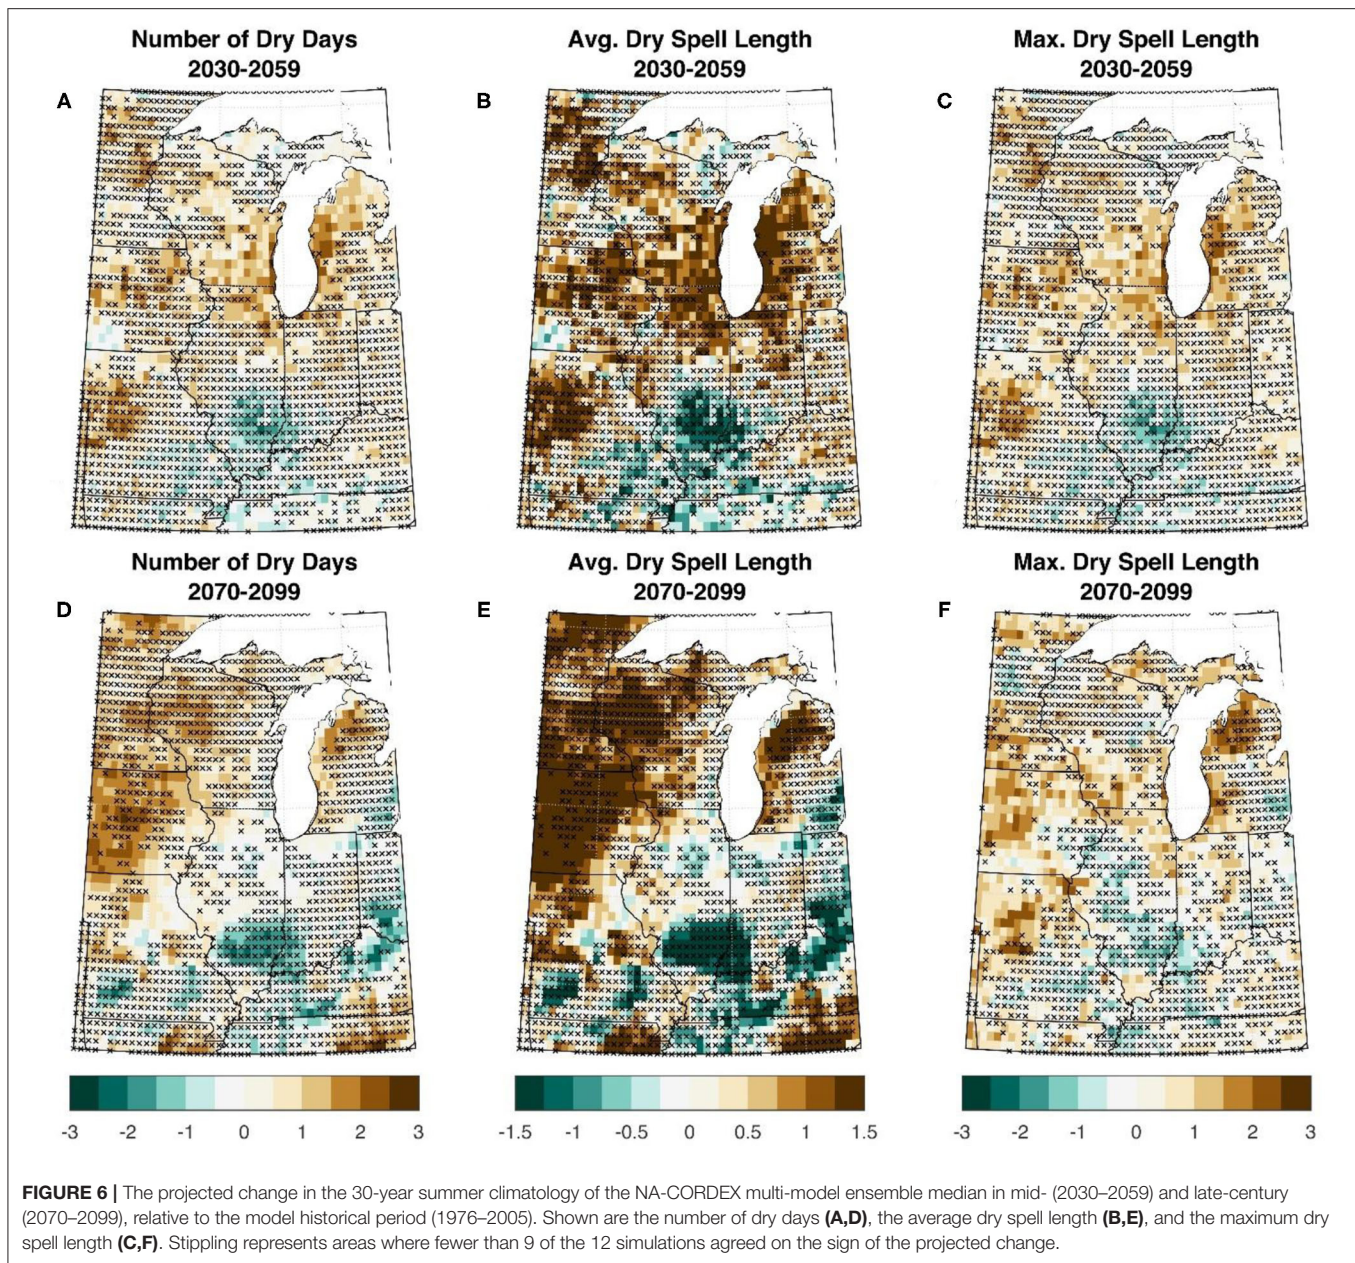 Number of Dry Days
2030-2059
Avg. Dry Spell Length
2030-2059
Max. Dry Spell Length
2030-2059
A
B
C
Number of Dry Days
2070-2099
Avg. Dry Spell Length
2070-2099
Max. Dry Spell Length
2070-2099
D
E
F
-3 -2 -1 0 1 2 3
-1.5 -1 -0.5 0 0.5 1 1.5
-3 -2 -1 0 1 2 3
FIGURE 6 | The projected change in the 30-year summer climatology of the NA-CORDEX multi-model ensemble median in mid- (2030–2059) and late-century
(2070–2099), relative to the model historical period (1976–2005). Shown are the number of dry days (A,D), the average dry spell length (B,E), and the maximum dry
spell length (C,F). Stippling represents areas where fewer than 9 of the 12 simulations agreed on the sign of the projected change.